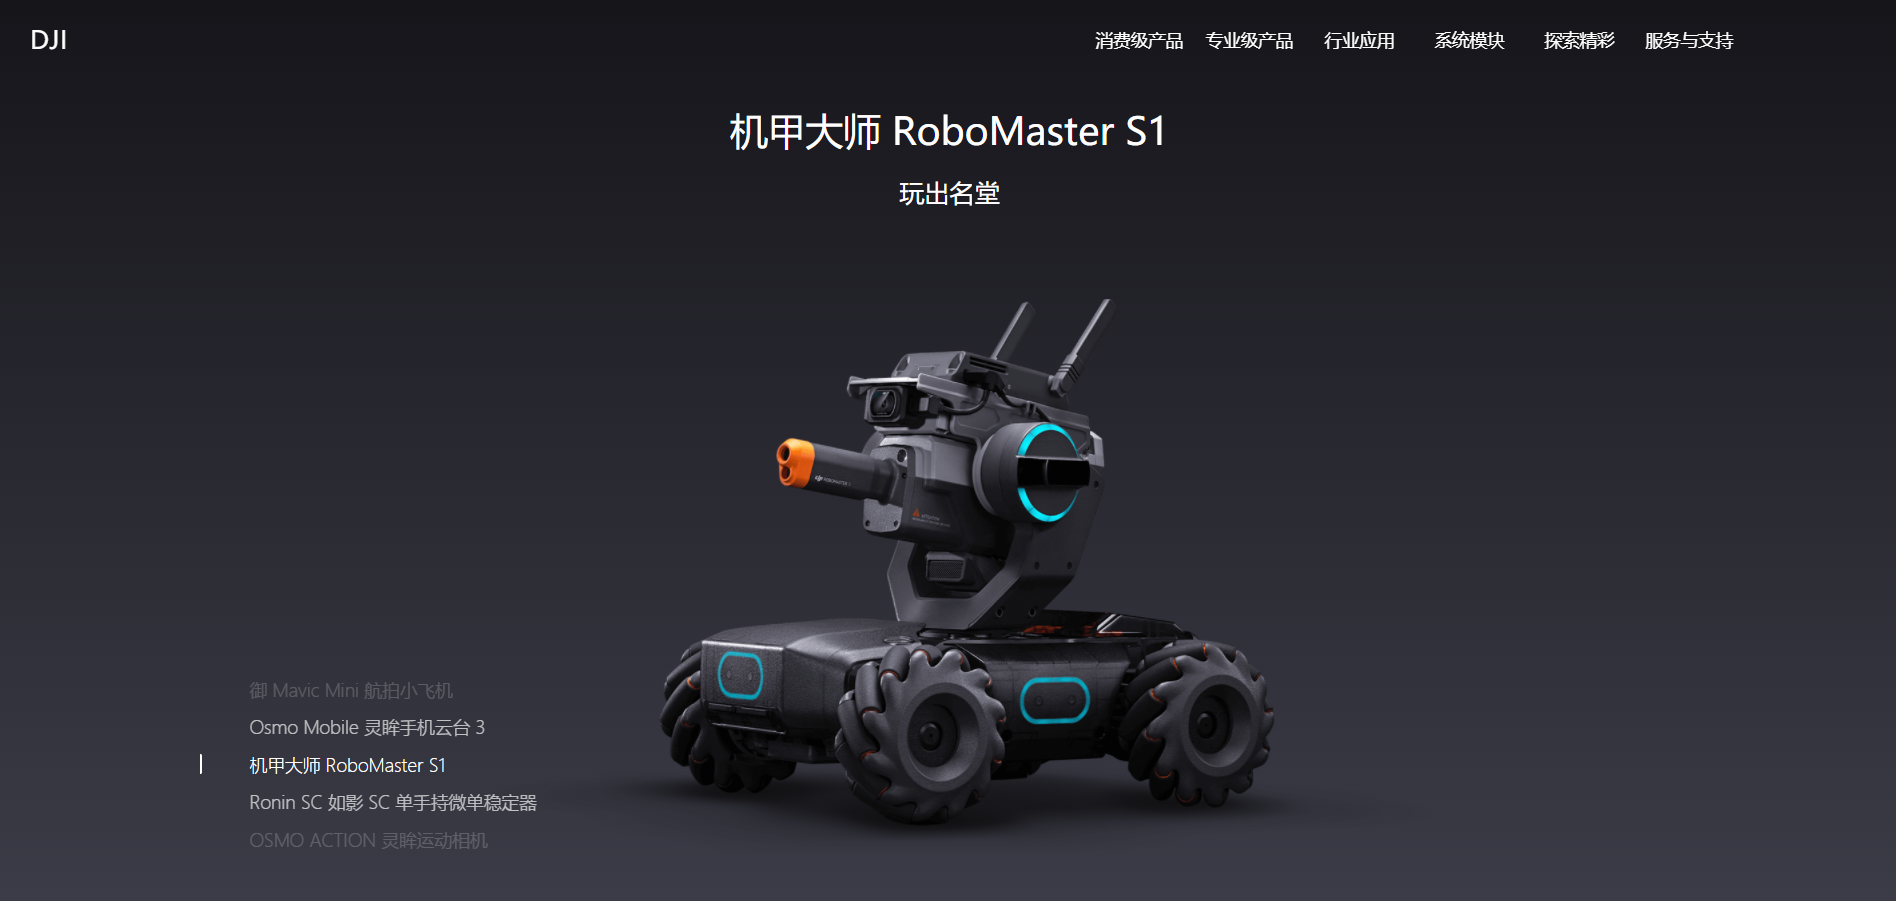 DJI
消费级产品 专业级产品 行业应用 系统模块 探索精彩 服务与支持
机甲大师 RoboMaster S1
玩出名堂
御 Mavic Mini 航拍小飞机
Osmo Mobile 灵眸手机云台 3
机甲大师 RoboMaster S1
Ronin SC 如影 SC 单手持微单稳定器
OSMO ACTION 灵眸运动相机